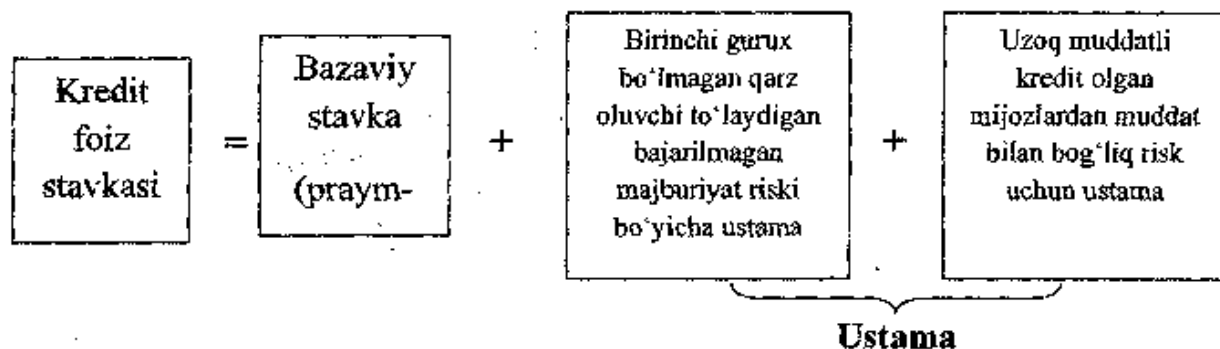 Kredit
foiz
stavkasi
=
Bazaviy
stavka
(praym-
+
Birinchi gurux
bo‘lmagan qarz
oluvchi to‘laydigan
bajarilmagan
majburiyat riski
bo‘yicha ustama
+
Uzoq muddatli
kredit olgan
mijozlardan muddat
bilan bog‘liq risk
uchun ustama
Ustama